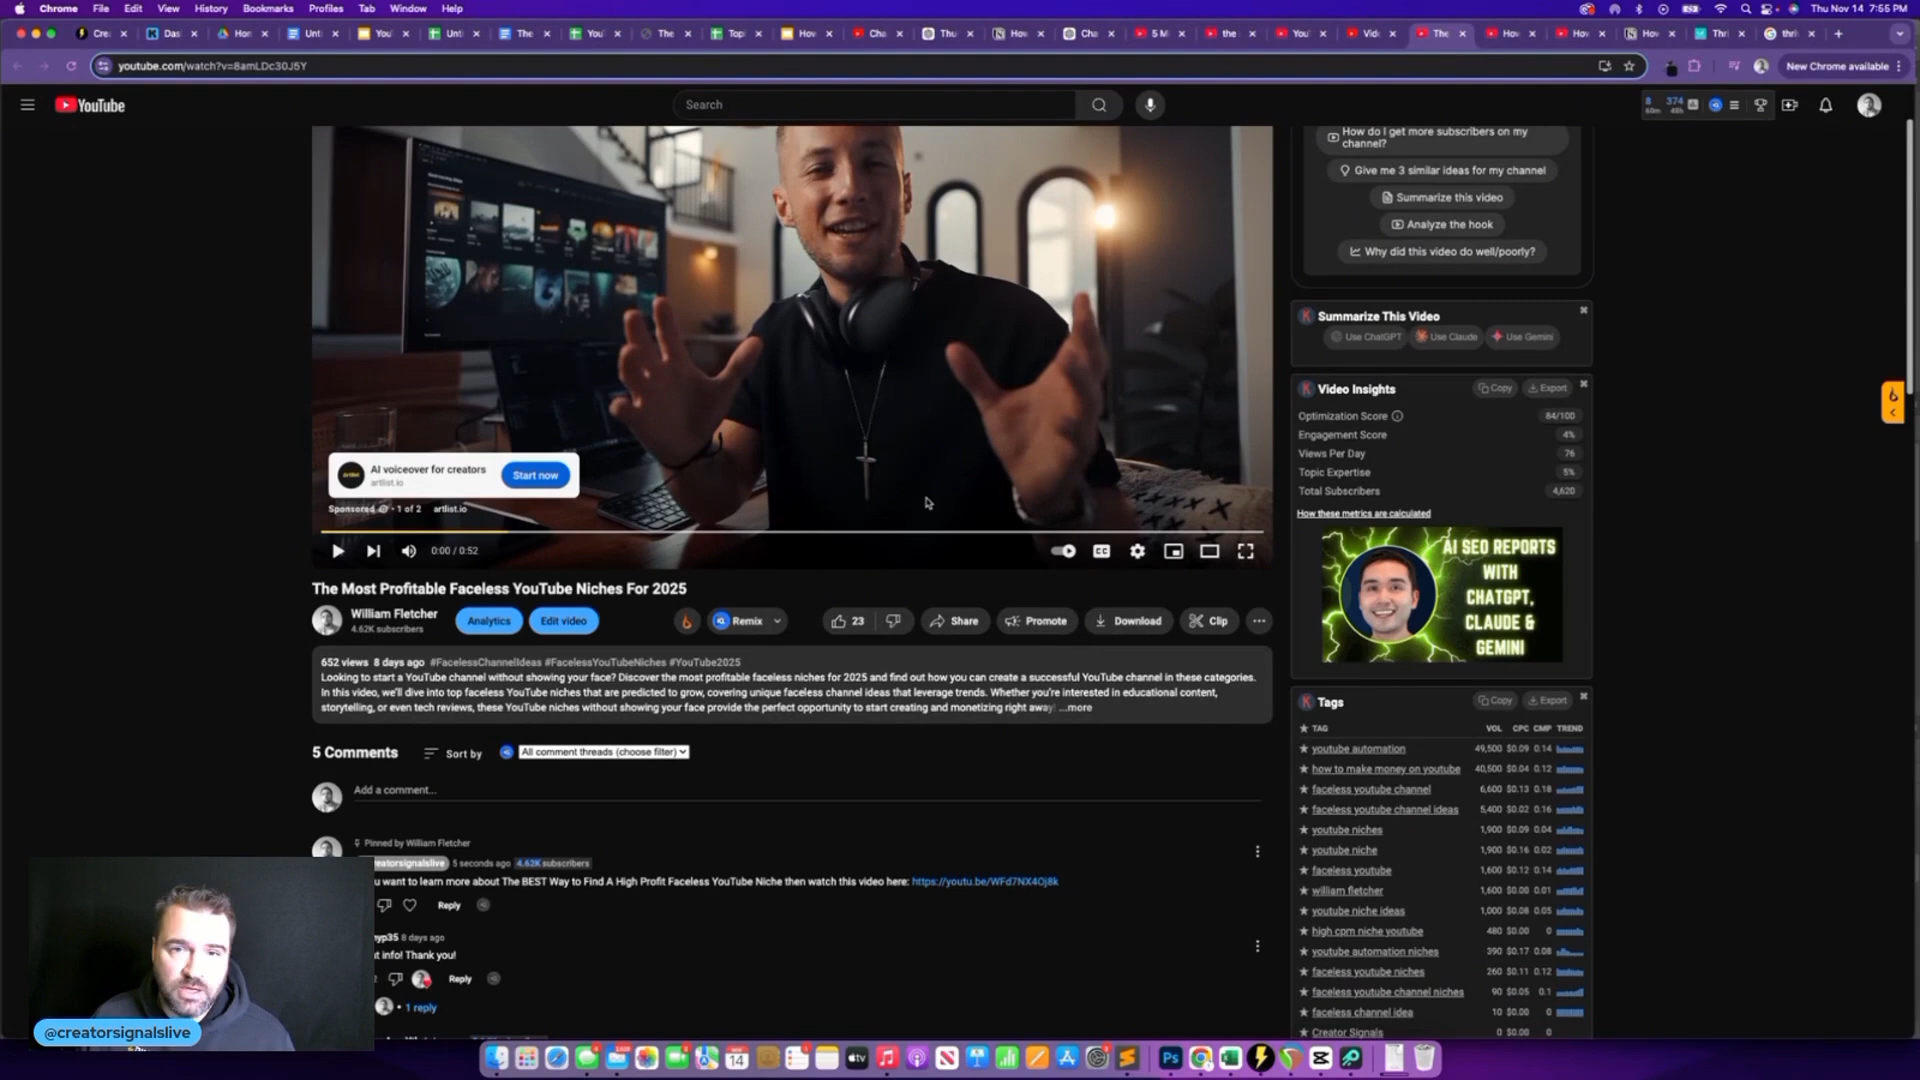 Chrome File Edit View History Bookmarks Profiles Tab Window Help
Thu Nov 14 7:55 PM
youtube.com/watch?v=8amLDc30J5Y
New Chrome available
YouTube
Search
8 374
60m 48h
How do I get more subscribers on my
channel?
Give me 3 similar ideas for my channel
Summarize this video
Analyze the hook
Why did this video do well/poorly?
Summarize This Video
Use ChatGPT Use Claude Use Gemini
Video Insights Copy Export
Optimization Score 84/100
Engagement Score 4%
Views Per Day 76
Topic Expertise 5%
Total Subscribers 4,620
How these metrics are calculated
AI SEO REPORTS
WITH
CHATGPT,
CLAUDE &
GEMINI
AI voiceover for creators
artlist.io
Start now
Sponsored · 1 of 2 artlist.io
0:00 / 0:52
The Most Profitable Faceless YouTube Niches For 2025
William Fletcher
4.62K subscribers
Analytics
Edit video
Remix
23
Share
Promote
Download
Clip
652 views 8 days ago #FacelessChannelIdeas #FacelessYouTubeNiches #YouTube2025
Looking to start a YouTube channel without showing your face? Discover the most profitable faceless niches for 2025 and find out how you can create a successful YouTube channel in these categories.
In this video, we'll dive into top faceless YouTube niches that are predicted to grow, covering unique faceless channel ideas that leverage trends. Whether you're interested in educational content,
storytelling, or even tech reviews, these YouTube niches without showing your face provide the perfect opportunity to start creating and monetizing right away! ...more
5 Comments
Sort by
All comment threads (choose filter)
Add a comment...
Pinned by William Fletcher
reatorsignalslive 5 seconds ago 4.62K subscribers
u want to learn more about The BEST Way to Find A High Profit Faceless YouTube Niche then watch this video here: https://youtu.be/WFd7NX4Oj8k
Reply
yp35 8 days ago
t info! Thank you!
Reply
1 reply
Tags Copy Export
TAG VOL CPC CMP TREND
youtube automation 49,500 $0.09 0.14
how to make money on youtube 40,500 $0.04 0.12
faceless youtube channel 6,600 $0.13 0.18
faceless youtube channel ideas 5,400 $0.02 0.16
youtube niches 1,900 $0.09 0.04
youtube niche 1,900 $0.16 0.02
faceless youtube 1,600 $0.12 0.14
william fletcher 1,600 $0.00 0.01
youtube niche ideas 1,000 $0.08 0.05
high cpm niche youtube 480 $0.00 0
youtube automation niches 390 $0.17 0.08
faceless youtube niches 260 $0.11 0.12
faceless youtube channel niches 90 $0.05 0.1
faceless channel idea 10 $0.00 0
Creator Signals 0 $0.00 0
@creatorsignalslive